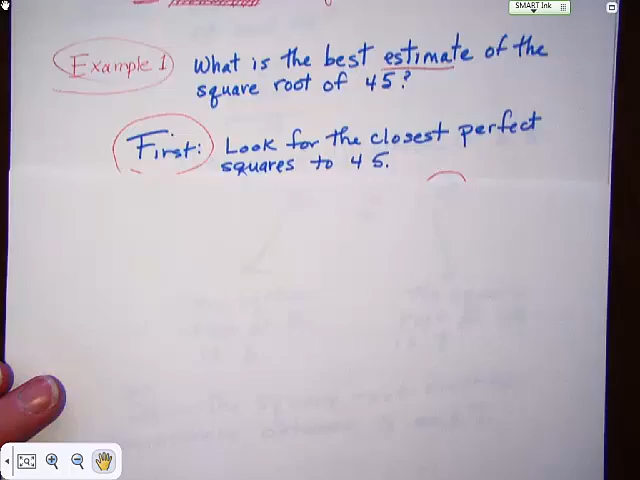 SMART Ink
Example 1
What is the best estimate of the
square root of 45?
First: Look for the closest perfect
squares to 45.